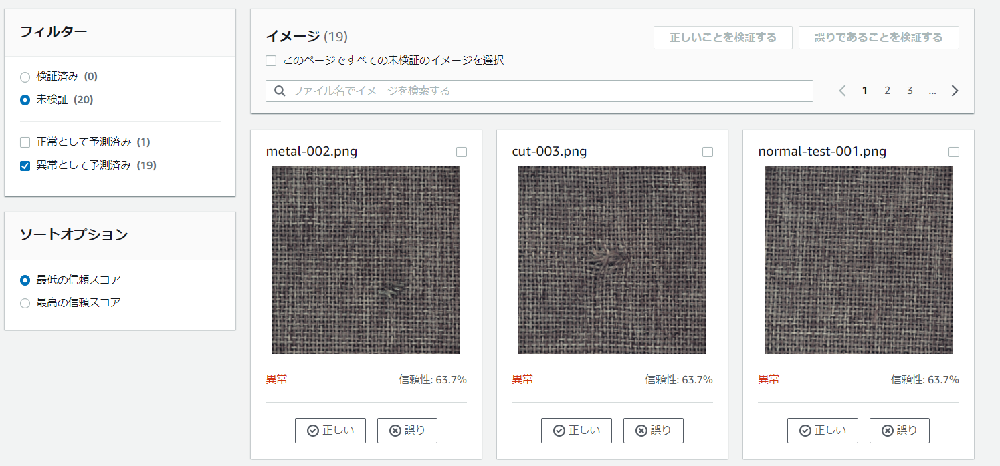 フィルター
検証済み (0)
未検証 (20)
正常として予測済み (1)
異常として予測済み (19)
ソートオプション
最低の信頼スコア
最高の信頼スコア
イメージ (19)
正しいことを検証する
誤りであることを検証する
このページですべての未検証のイメージを選択
ファイル名でイメージを検索する
1 2 3 ...
metal-002.png
異常 信頼性: 63.7%
正しい 誤り
cut-003.png
異常 信頼性: 63.7%
正しい 誤り
normal-test-001.png
異常 信頼性: 63.7%
正しい 誤り